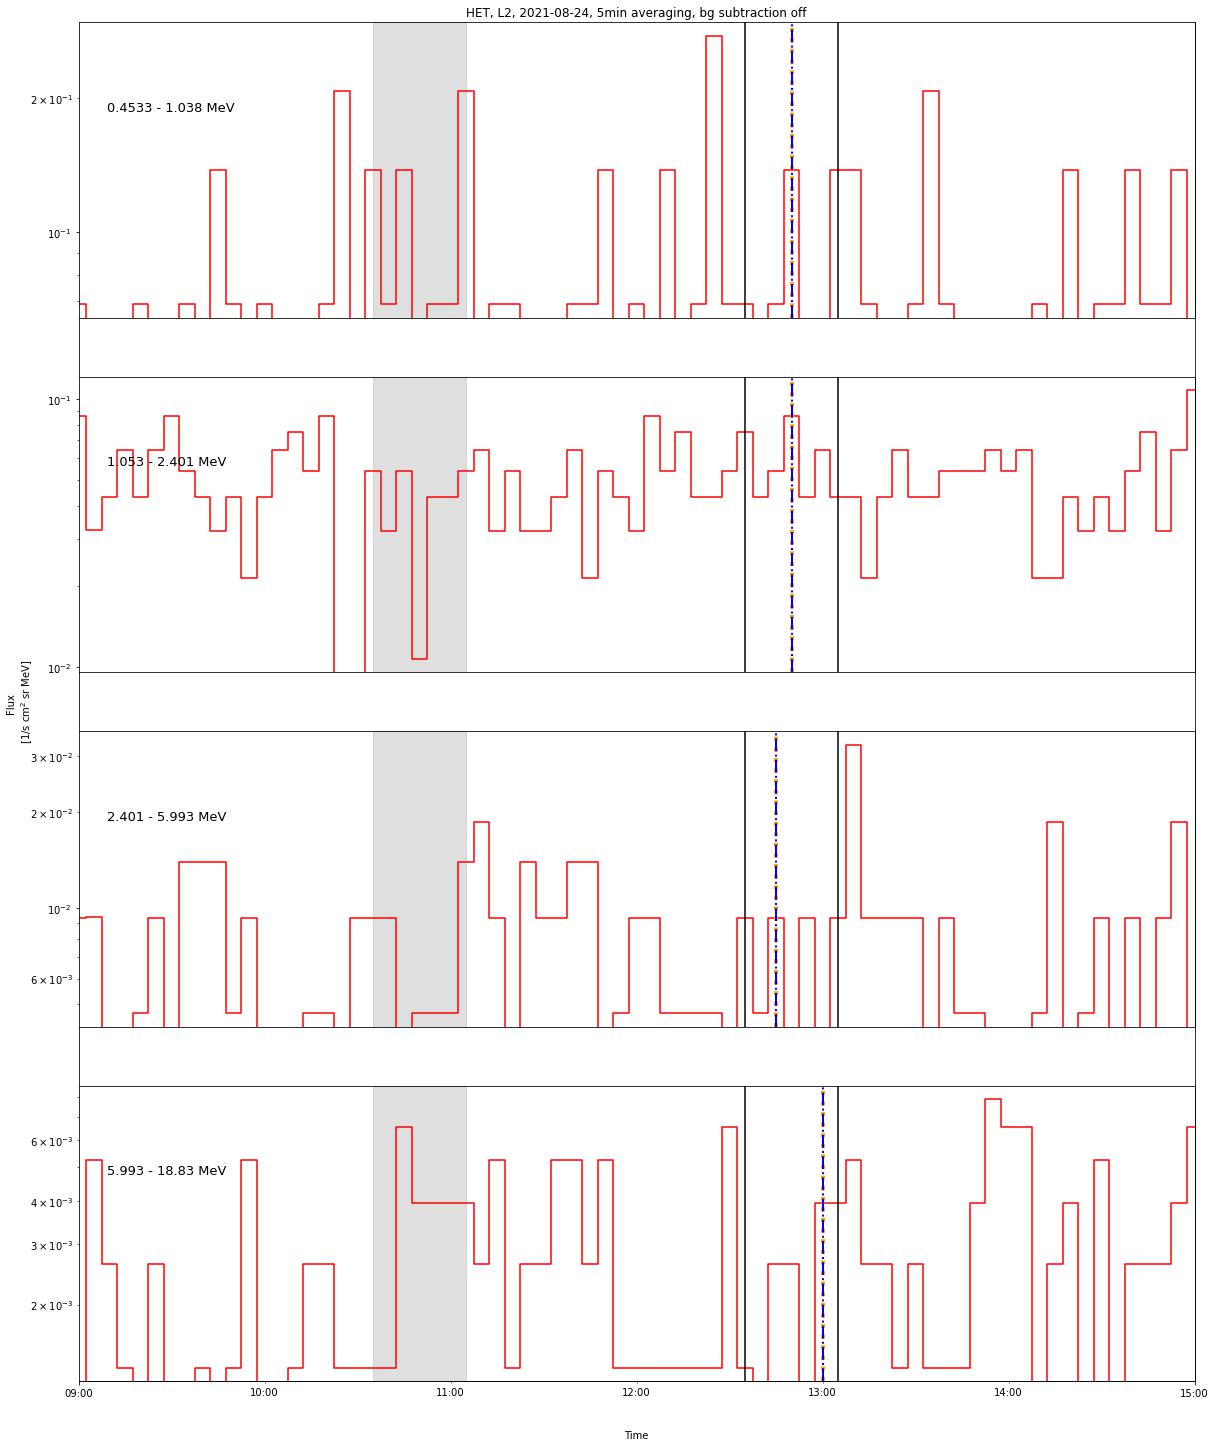 HET, L2, 2021-08-24, 5min averaging, bg subtraction off
2 × 10⁻¹
0.4533 - 1.038 MeV
10⁻¹
10⁻¹
1.053 - 2.401 MeV
10⁻²
Flux
[1/s cm² sr MeV]
3 × 10⁻²
2 × 10⁻²
2.401 - 5.993 MeV
10⁻²
6 × 10⁻³
6 × 10⁻³
5.993 - 18.83 MeV
4 × 10⁻³
3 × 10⁻³
2 × 10⁻³
09:00 10:00 11:00 12:00 13:00 14:00 15:00
Time